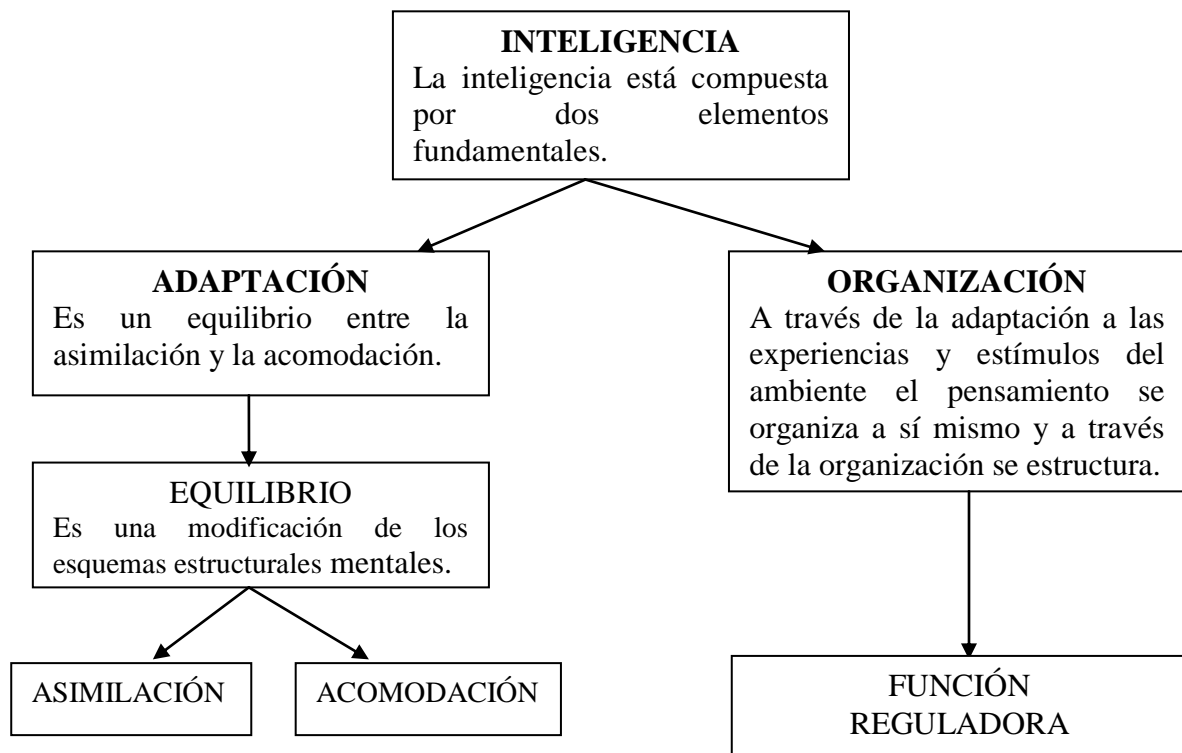 INTELIGENCIA
La inteligencia está compuesta
por dos elementos
fundamentales.
ADAPTACIÓN
Es un equilibrio entre la
asimilación y la acomodación.
ORGANIZACIÓN
A través de la adaptación a las
experiencias y estímulos del
ambiente el pensamiento se
organiza a sí mismo y a través
de la organización se estructura.
EQUILIBRIO
Es una modificación de los
esquemas estructurales mentales.
ASIMILACIÓN
ACOMODACIÓN
FUNCIÓN
REGULADORA